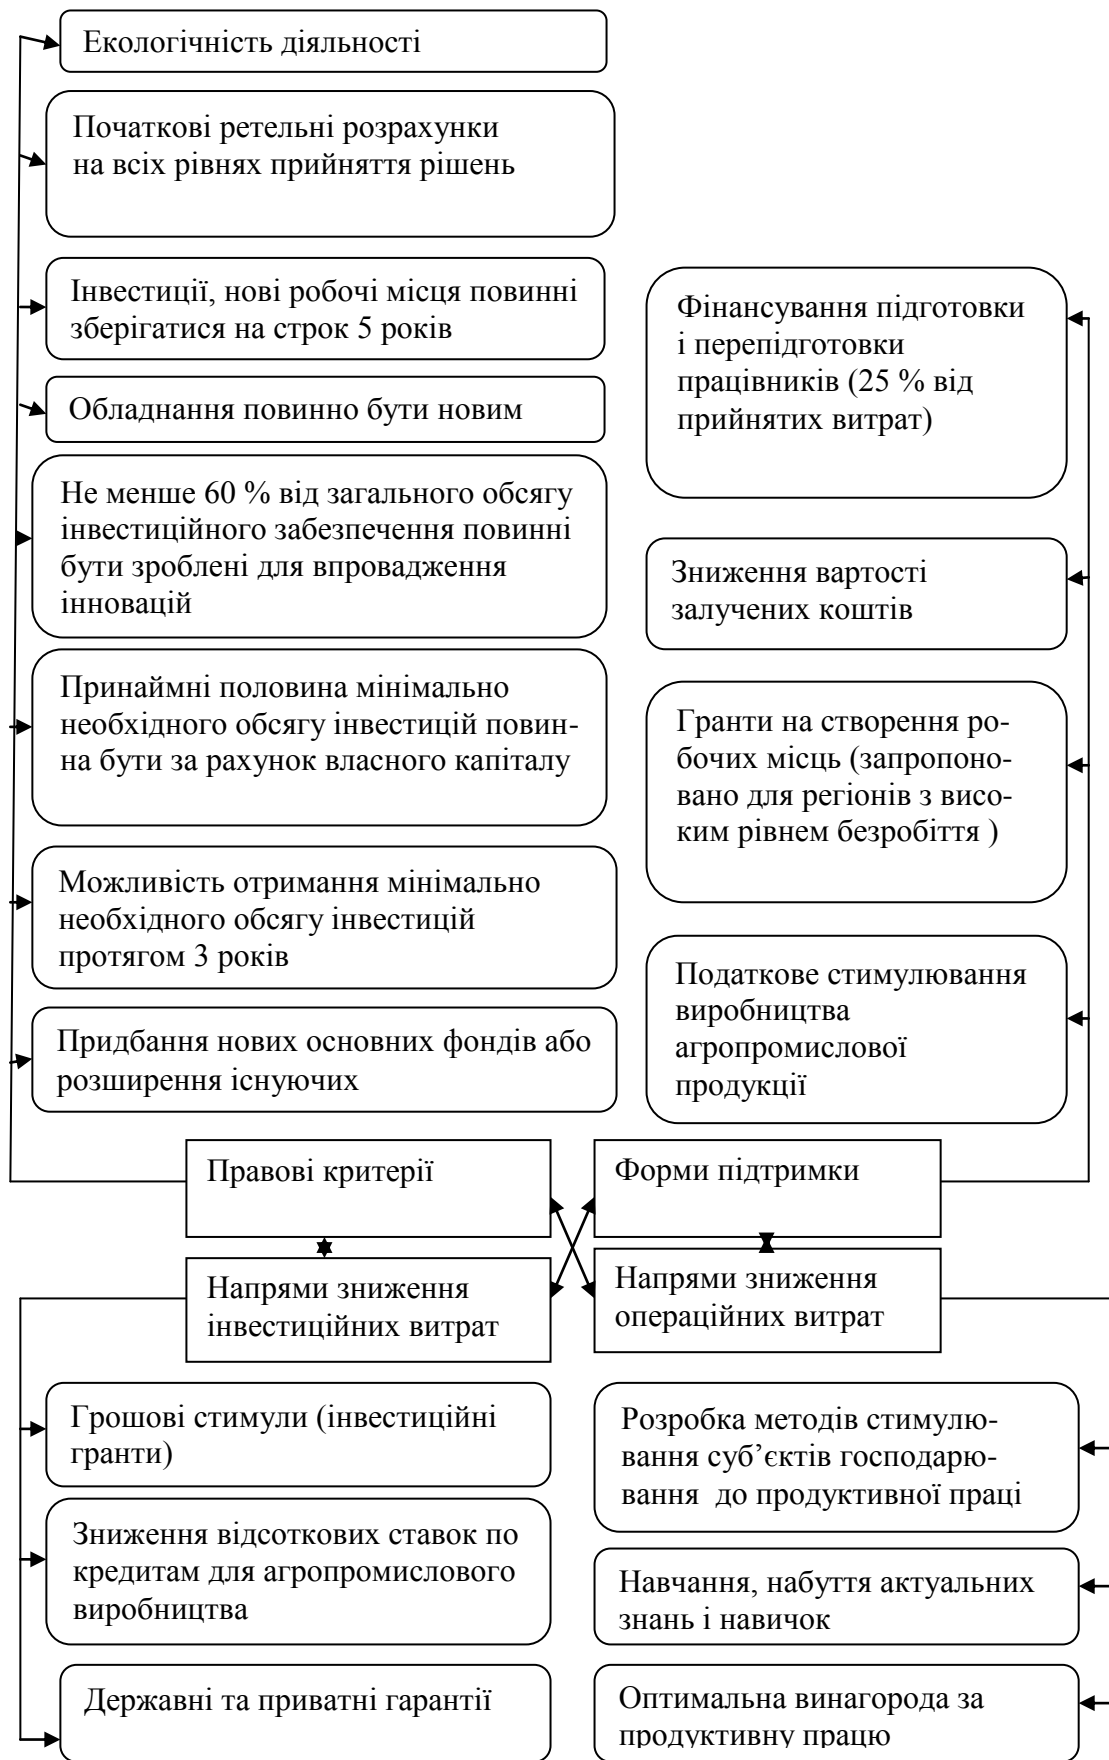 Екологічність діяльності
Початкові ретельні розрахунки
на всіх рівнях прийняття рішень
Інвестиції, нові робочі місця повинні
зберігатися на строк 5 років
Обладнання повинно бути новим
Не менше 60 % від загального обсягу
інвестиційного забезпечення повинні
бути зроблені для впровадження
інновацій
Принаймні половина мінімально
необхідного обсягу інвестицій повин-
на бути за рахунок власного капіталу
Можливість отримання мінімально
необхідного обсягу інвестицій
протягом 3 років
Придбання нових основних фондів або
розширення існуючих
Фінансування підготовки
і перепідготовки
працівників (25 % від
прийнятих витрат)
Зниження вартості
залучених коштів
Гранти на створення ро-
бочих місць (запропоно-
вано для регіонів з висо-
ким рівнем безробіття )
Податкове стимулювання
виробництва
агропромислової
продукції
Правові критерії
Форми підтримки
Напрями зниження
інвестиційних витрат
Напрями зниження
операційних витрат
Грошові стимули (інвестиційні
гранти)
Зниження відсоткових ставок по
кредитам для агропромислового
виробництва
Державні та приватні гарантії
Розробка методів стимулю-
вання суб’єктів господарю-
вання  до продуктивної праці
Навчання, набуття актуальних
знань і навичок
Оптимальна винагорода за
продуктивну працю